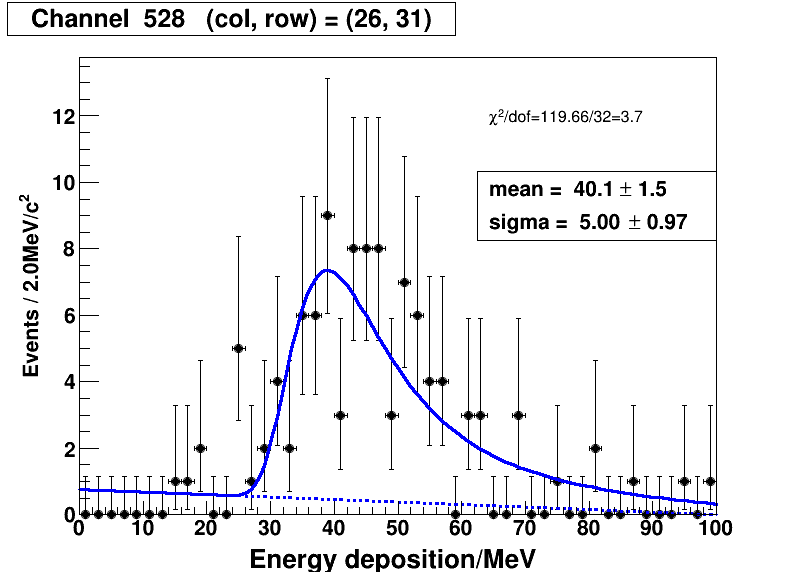 Channel 528 (col, row) = (26, 31)
χ²/dof=119.66/32=3.7
mean = 40.1 ± 1.5
sigma = 5.00 ± 0.97
Events / 2.0MeV/c²
12
10
8
6
4
2
0
0 10 20 30 40 50 60 70 80 90 100
Energy deposition/MeV